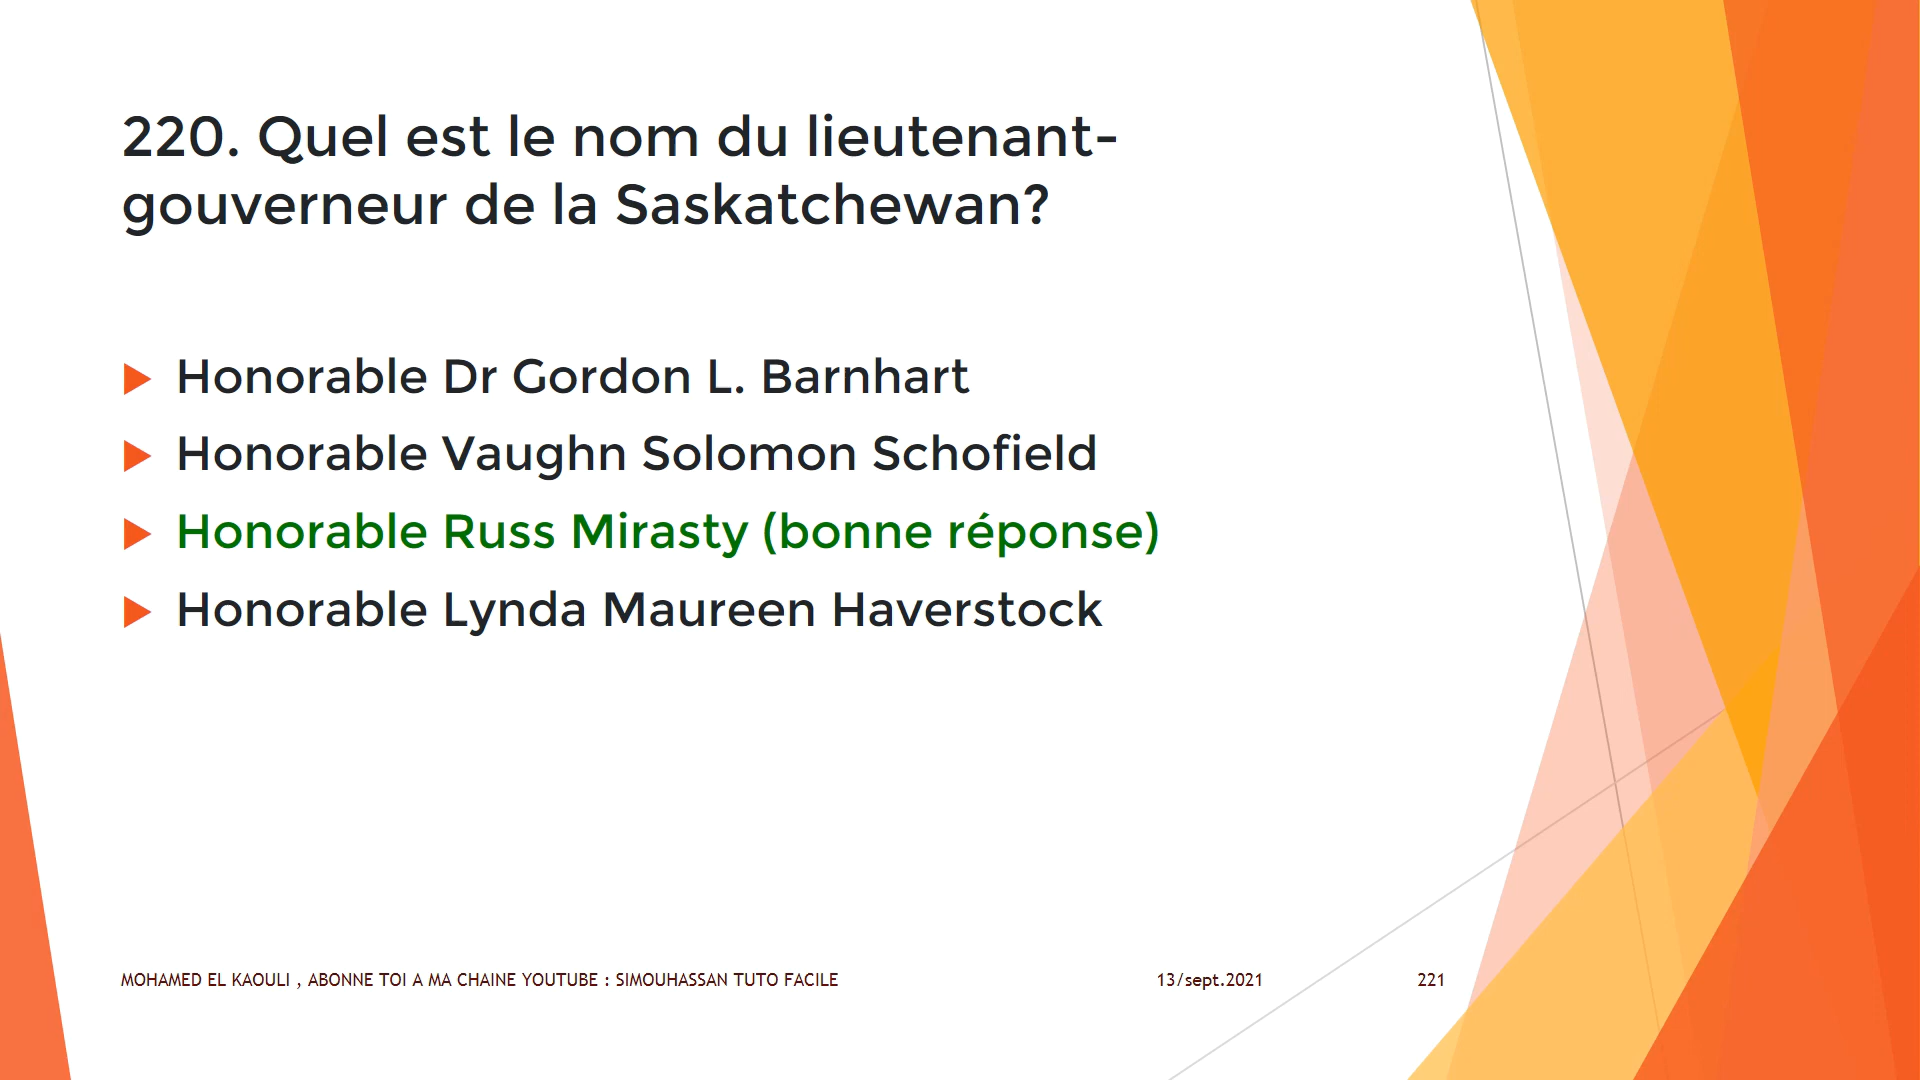 220. Quel est le nom du lieutenant-
gouverneur de la Saskatchewan?
Honorable Dr Gordon L. Barnhart
Honorable Vaughn Solomon Schofield
Honorable Russ Mirasty (bonne réponse)
Honorable Lynda Maureen Haverstock
MOHAMED EL KAOULI , ABONNE TOI A MA CHAINE YOUTUBE : SIMOUHASSAN TUTO FACILE
13/sept.2021
221